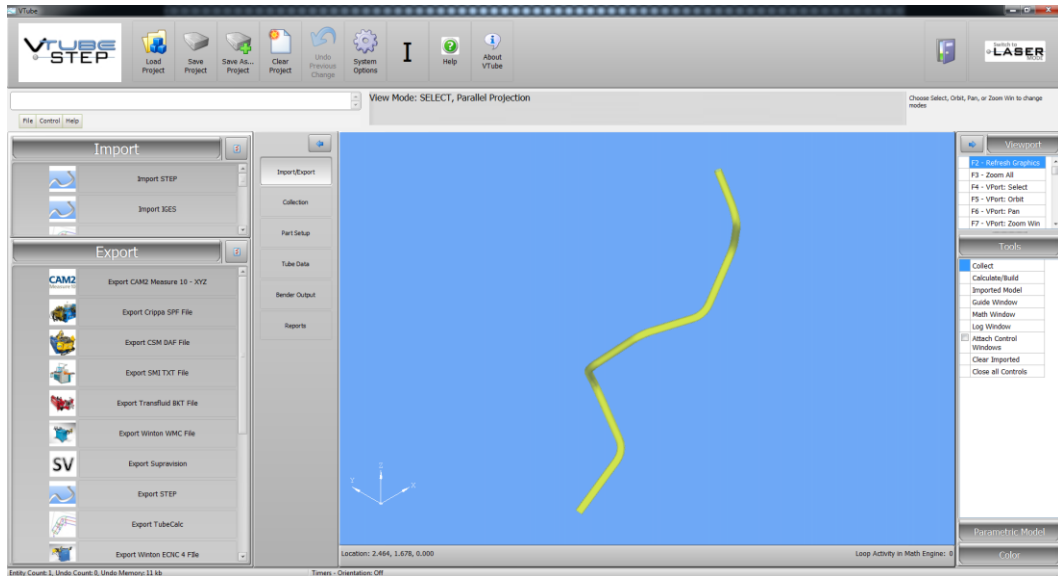 VTube
VTUBE
STEP
Load
Project
Save
Project
Save As...
Project
Clear
Project
Undo
Previous
Change
System
Options
I
Help
About
VTube
Switch to
LASER
MODE
View Mode: SELECT, Parallel Projection
Choose Select, Orbit, Pan, or Zoom Win to change
modes
File Control Help
Import
Import STEP
Import IGES
Export
CAM2
Export CAM2 Measure 10 - XYZ
Export Crippa SPF File
Export CSM DAF File
Export SMI TXT File
Export Transfluid BKT File
Export Winton WMC File
SV
Export Supravision
Export STEP
Export TubeCalc
Export Winton ECNC 4 File
Import/Export
Collection
Part Setup
Tube Data
Bender Output
Reports
Z
Y
X
Location: 2.464, 1.678, 0.000
Loop Activity in Math Engine: 0
Viewport
F2 - Refresh Graphics
F3 - Zoom All
F4 - VPort: Select
F5 - VPort: Orbit
F6 - VPort: Pan
F7 - VPort: Zoom Win
Tools
Collect
Calculate/Build
Imported Model
Guide Window
Math Window
Log Window
Attach Control
Windows
Clear Imported
Close all Controls
Parametric Model
Color
Entity Count: 1, Undo Count: 0, Undo Memory: 11 kb
Timers - Orientation: Off